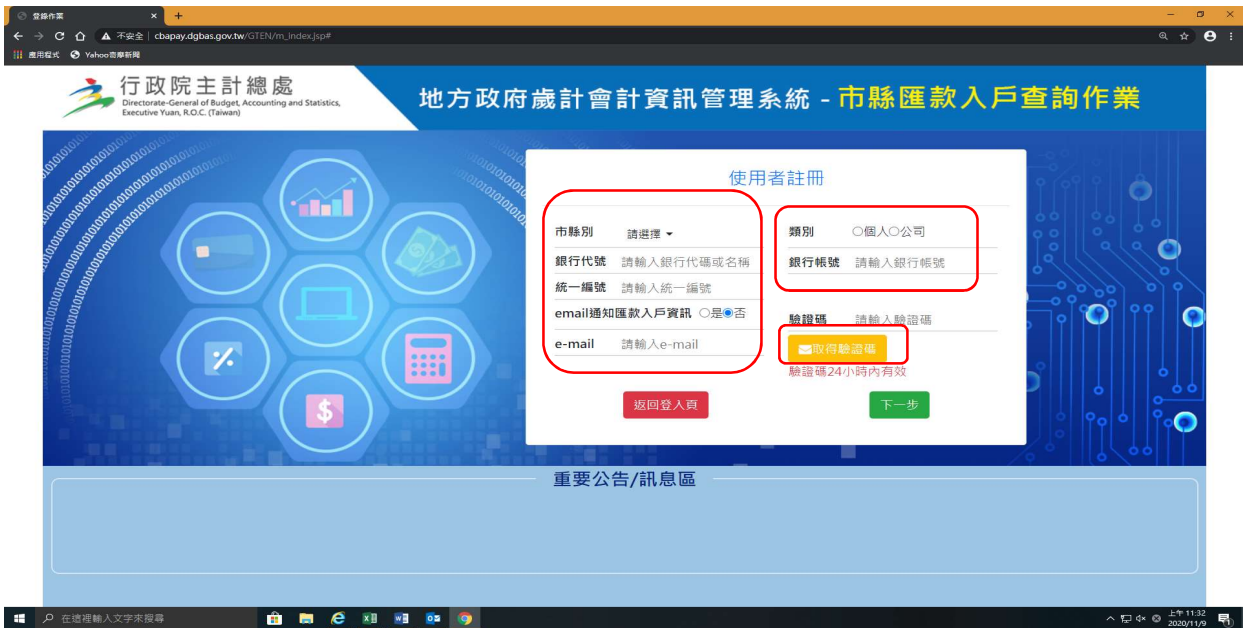 登錄作業
不安全 | cbapay.dgbas.gov.tw/GTEN/m_index.jsp#
應用程式 Yahoo奇摩新聞
行政院主計總處
Directorate-General of Budget, Accounting and Statistics,
Executive Yuan, R.O.C. (Taiwan)
地方政府歲計會計資訊管理系統 - 市縣匯款入戶查詢作業
使用者註冊
市縣別 請選擇
類別 ○個人○公司
銀行代號 請輸入銀行代碼或名稱
銀行帳號 請輸入銀行帳號
統一編號 請輸入統一編號
email通知匯款入戶資訊 ○是◉否
驗證碼 請輸入驗證碼
e-mail 請輸入e-mail
取得驗證碼
驗證碼24小時內有效
返回登入頁
下一步
重要公告/訊息區
在這裡輸入文字來搜尋
上午 11:32
2020/11/9